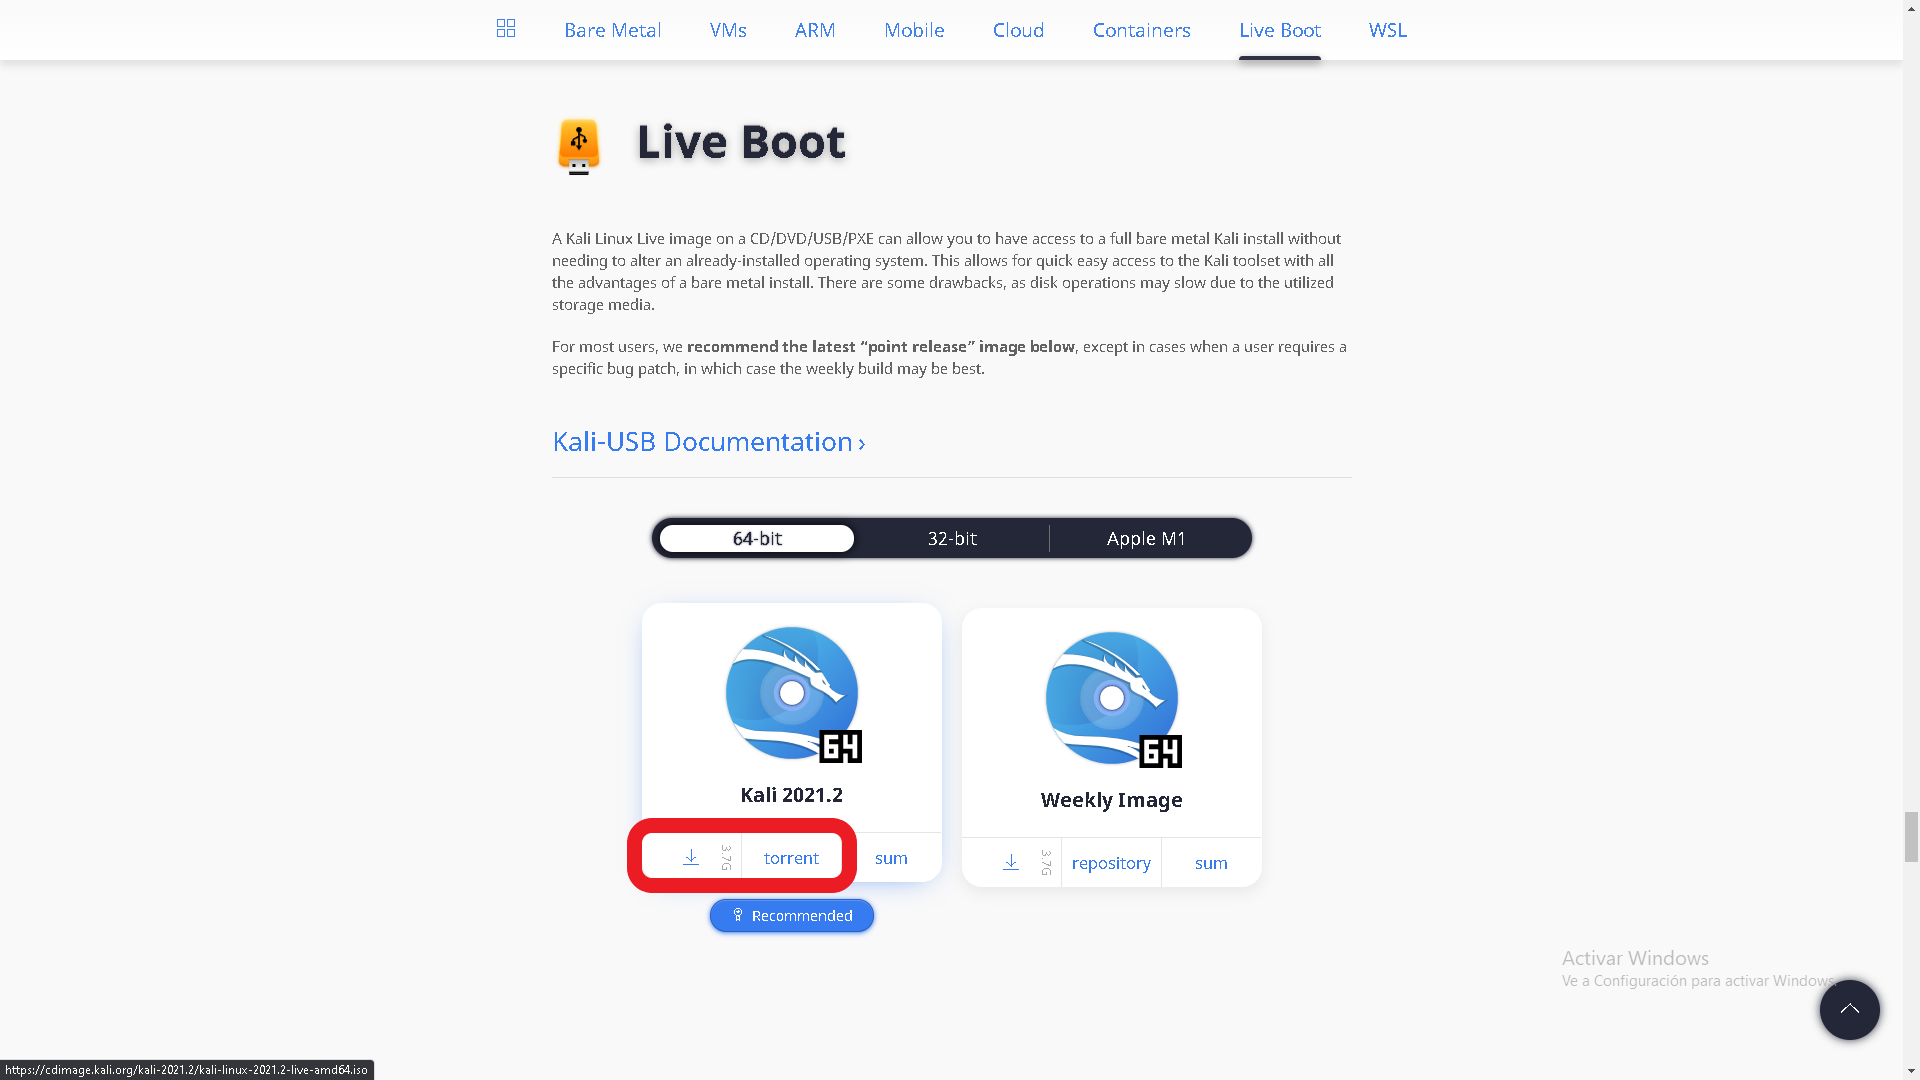 Bare Metal VMs ARM Mobile Cloud Containers Live Boot WSL
Live Boot
A Kali Linux Live image on a CD/DVD/USB/PXE can allow you to have access to a full bare metal Kali install without
needing to alter an already-installed operating system. This allows for quick easy access to the Kali toolset with all
the advantages of a bare metal install. There are some drawbacks, as disk operations may slow due to the utilized
storage media.
For most users, we recommend the latest “point release” image below, except in cases when a user requires a
specific bug patch, in which case the weekly build may be best.
Kali-USB Documentation ›
64-bit 32-bit Apple M1
64
Kali 2021.2
3.7G torrent sum
Recommended
64
Weekly Image
3.7G repository sum
Activar Windows
Ve a Configuración para activar Windows.
https://cdimage.kali.org/kali-2021.2/kali-linux-2021.2-live-amd64.iso